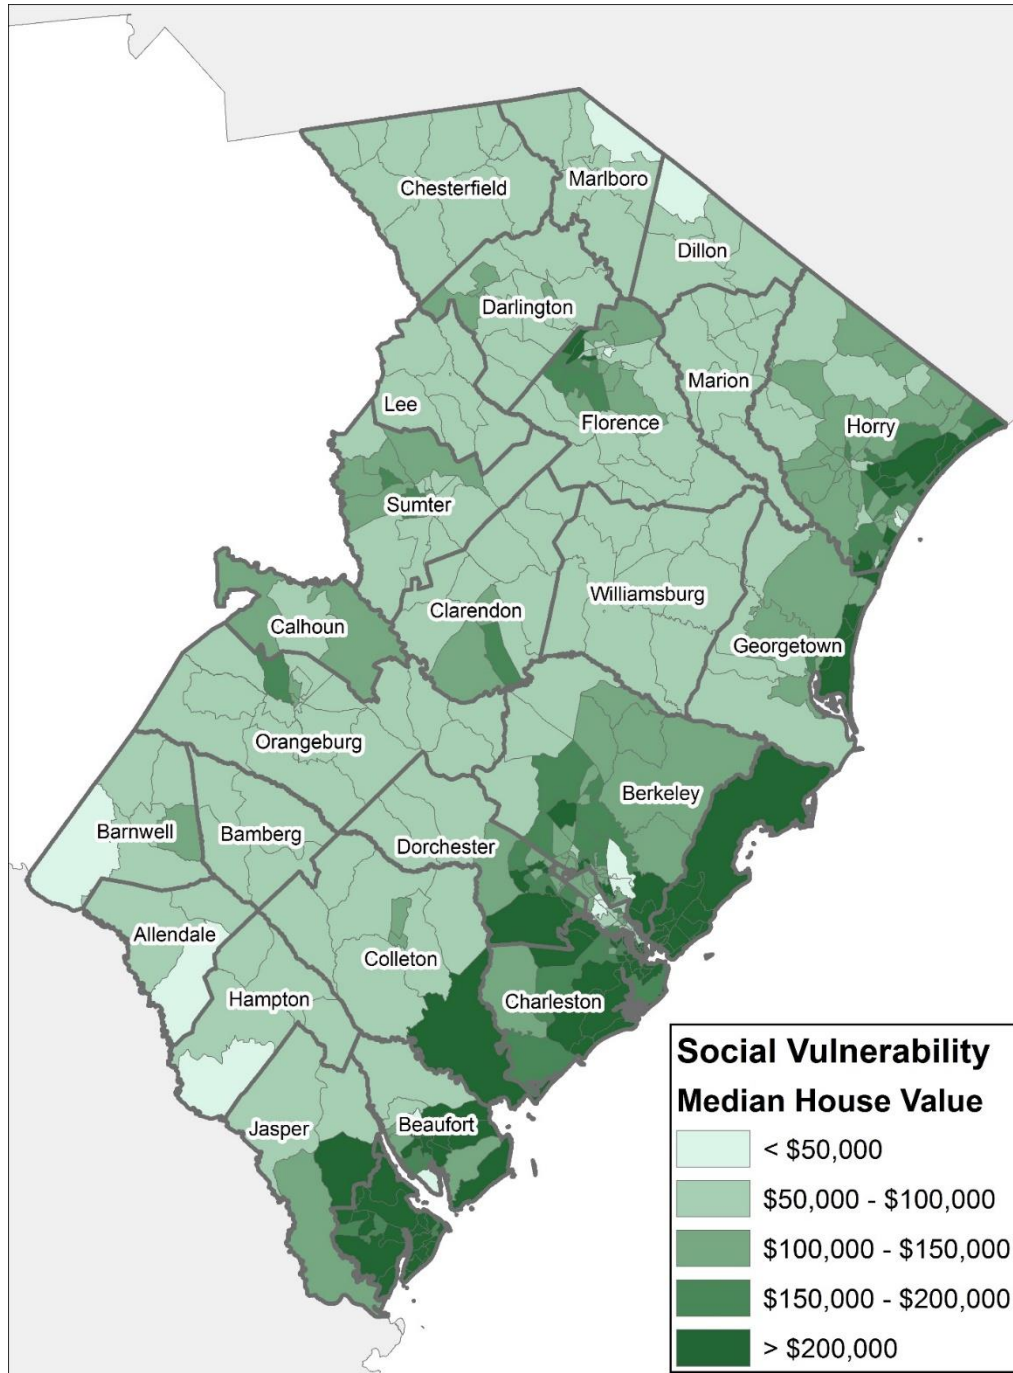 Chesterfield
Marlboro
Dillon
Darlington
Marion
Lee
Florence
Horry
Sumter
Williamsburg
Clarendon
Calhoun
Georgetown
Orangeburg
Berkeley
Barnwell
Bamberg
Dorchester
Allendale
Colleton
Hampton
Charleston
Beaufort
Jasper
Social Vulnerability
Median House Value
< $50,000
$50,000 - $100,000
$100,000 - $150,000
$150,000 - $200,000
> $200,000